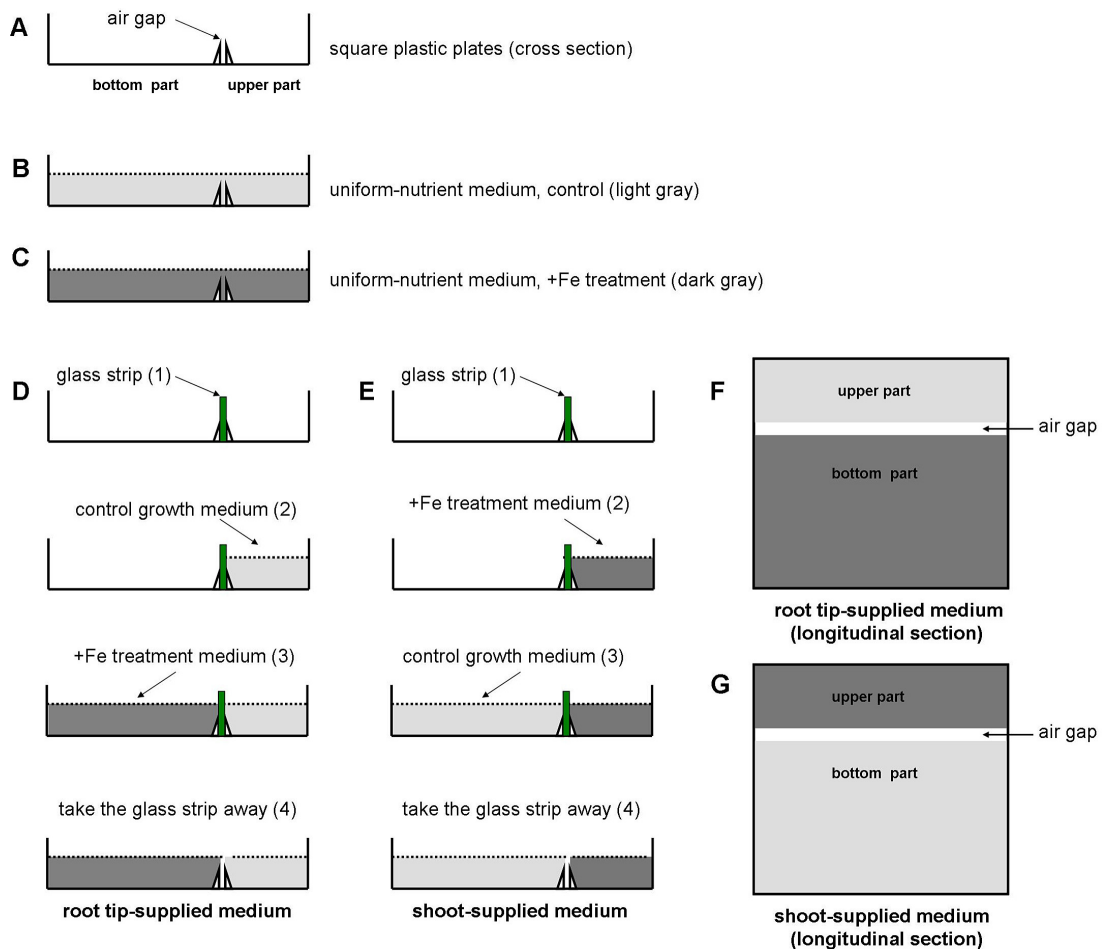 A
air gap
square plastic plates (cross section)
bottom part
upper part
B
uniform-nutrient medium, control (light gray)
C
uniform-nutrient medium, +Fe treatment (dark gray)
D
glass strip (1)
control growth medium (2)
+Fe treatment medium (3)
take the glass strip away (4)
root tip-supplied medium
E
glass strip (1)
+Fe treatment medium (2)
control growth medium (3)
take the glass strip away (4)
shoot-supplied medium
F
upper part
air gap
bottom part
root tip-supplied medium
(longitudinal section)
G
upper part
air gap
bottom part
shoot-supplied medium
(longitudinal section)